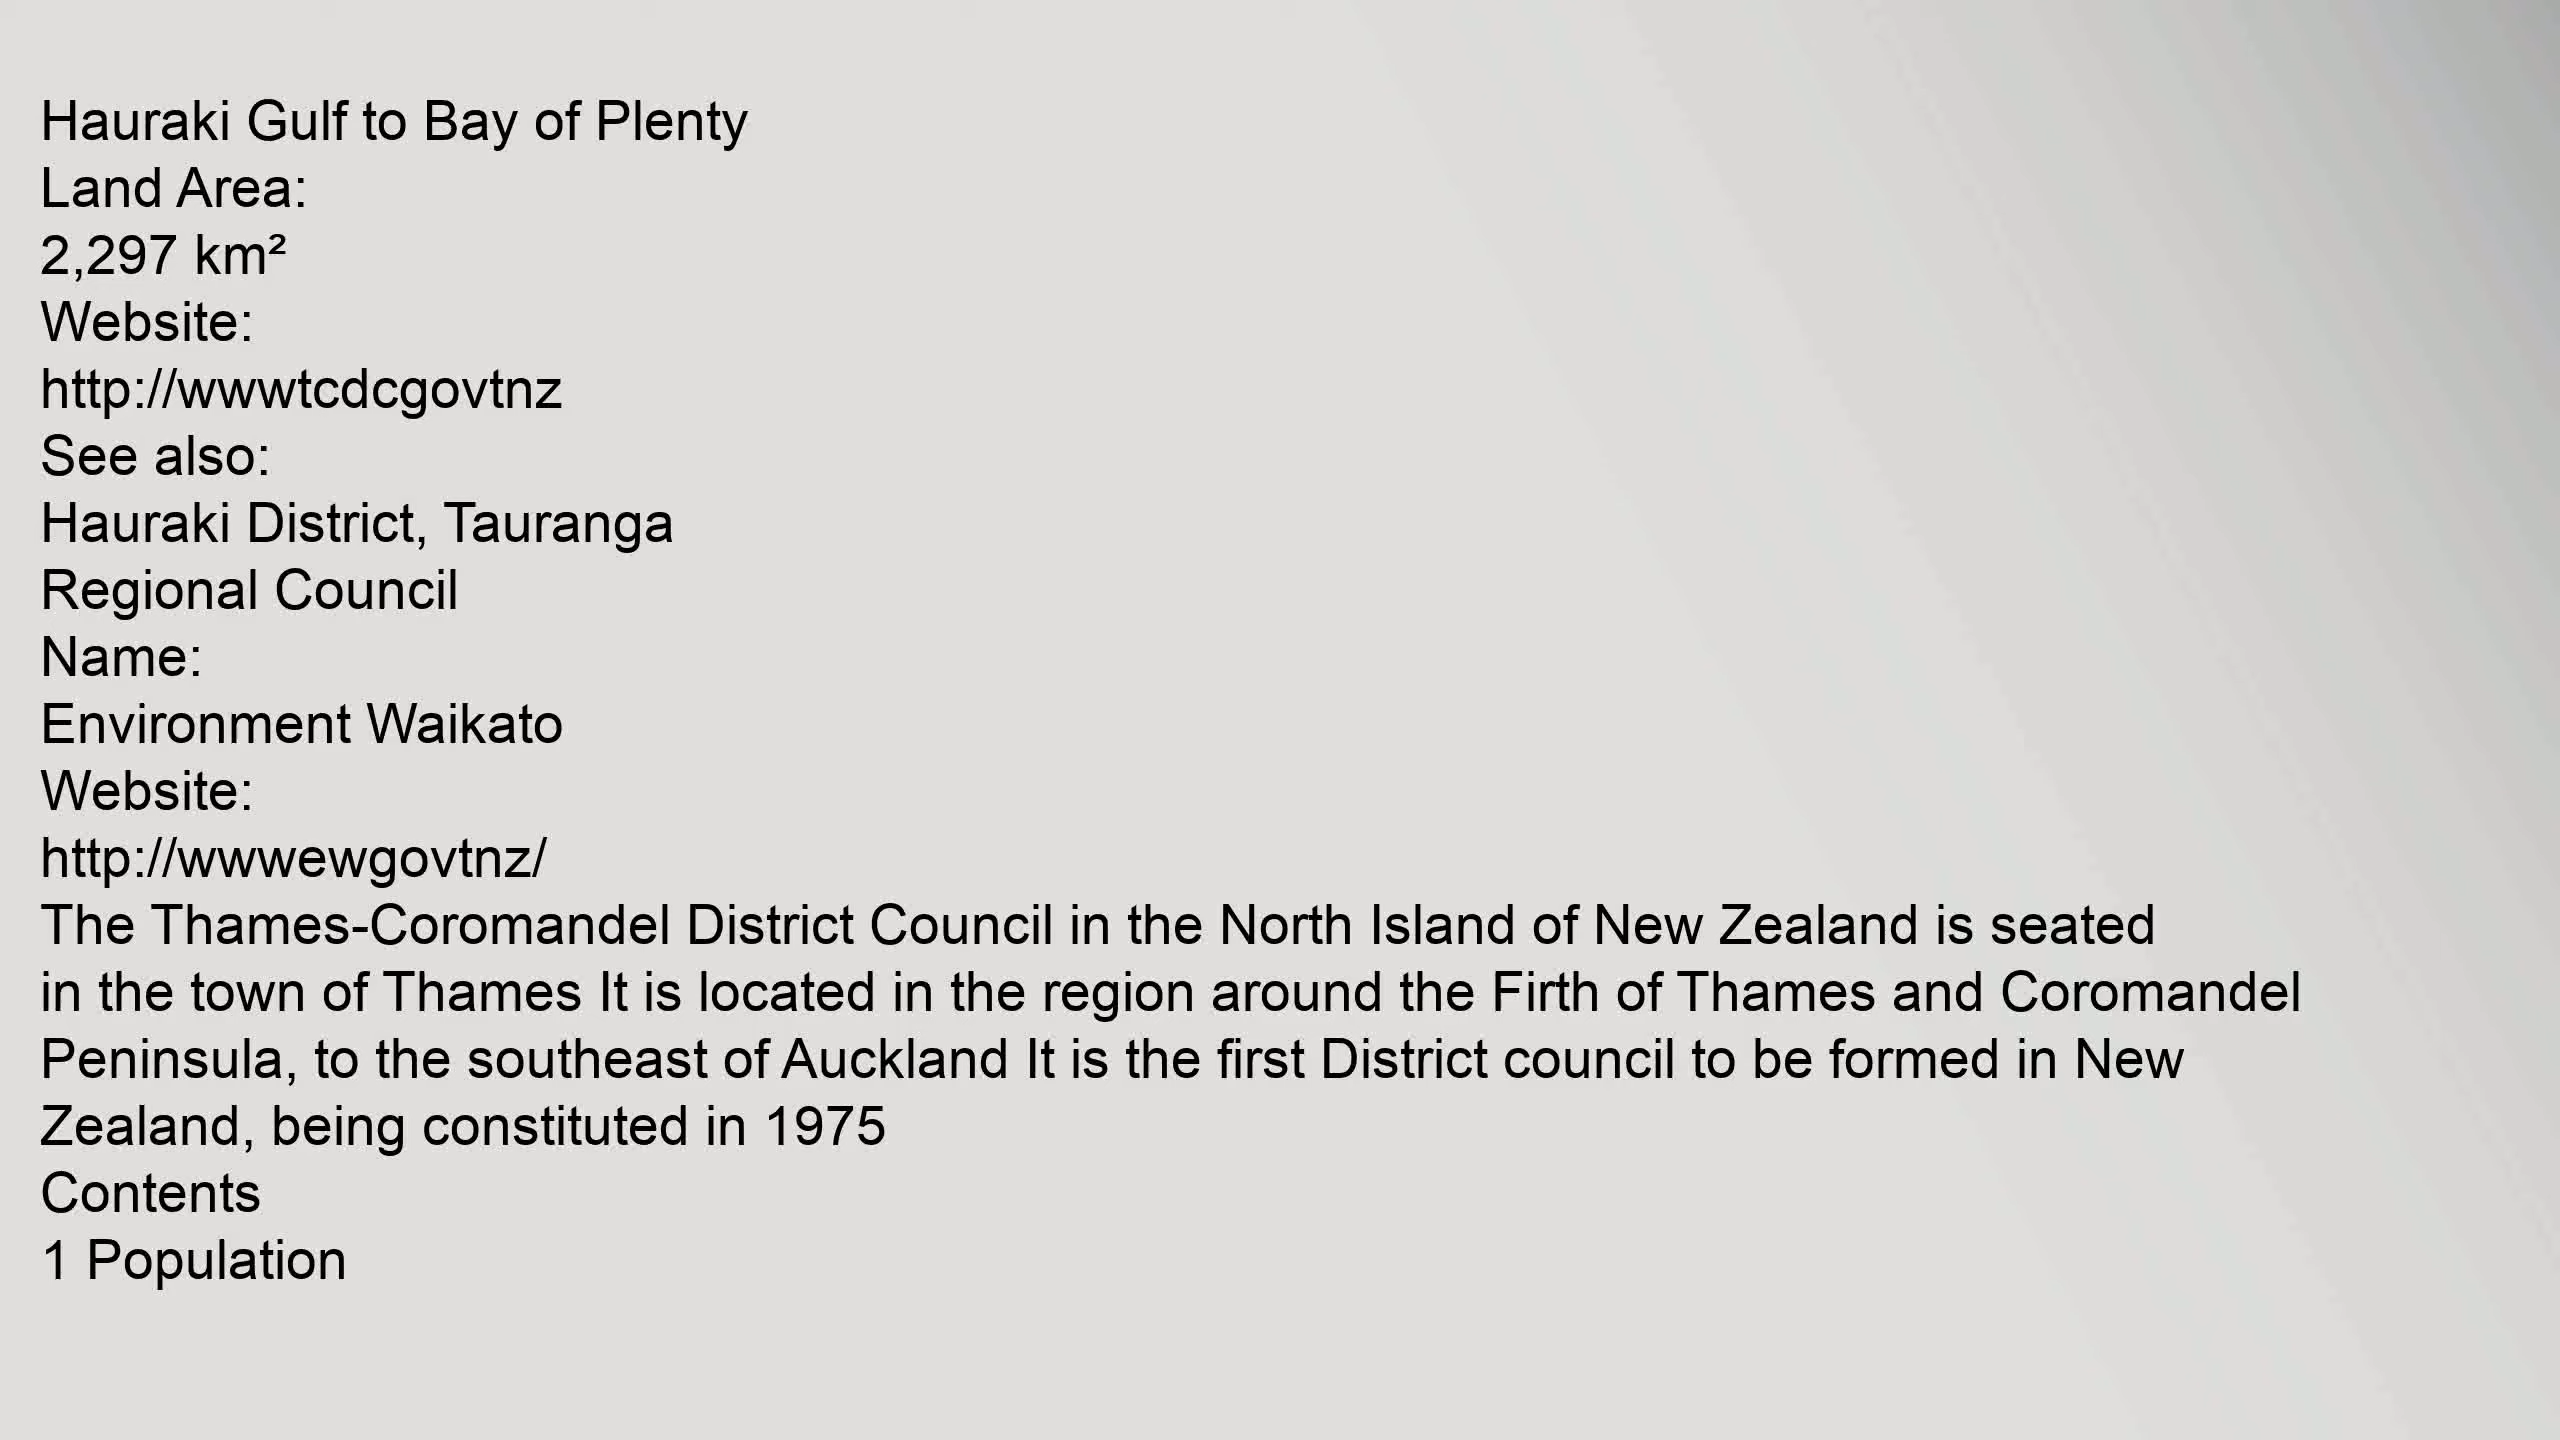 Hauraki Gulf to Bay of Plenty
Land Area:
2,297 km²
Website:
http://wwwtcdcgovtnz
See also:
Hauraki District, Tauranga
Regional Council
Name:
Environment Waikato
Website:
http://wwwewgovtnz/
The Thames-Coromandel District Council in the North Island of New Zealand is seated
in the town of Thames It is located in the region around the Firth of Thames and Coromandel
Peninsula, to the southeast of Auckland It is the first District council to be formed in New
Zealand, being constituted in 1975
Contents
1 Population